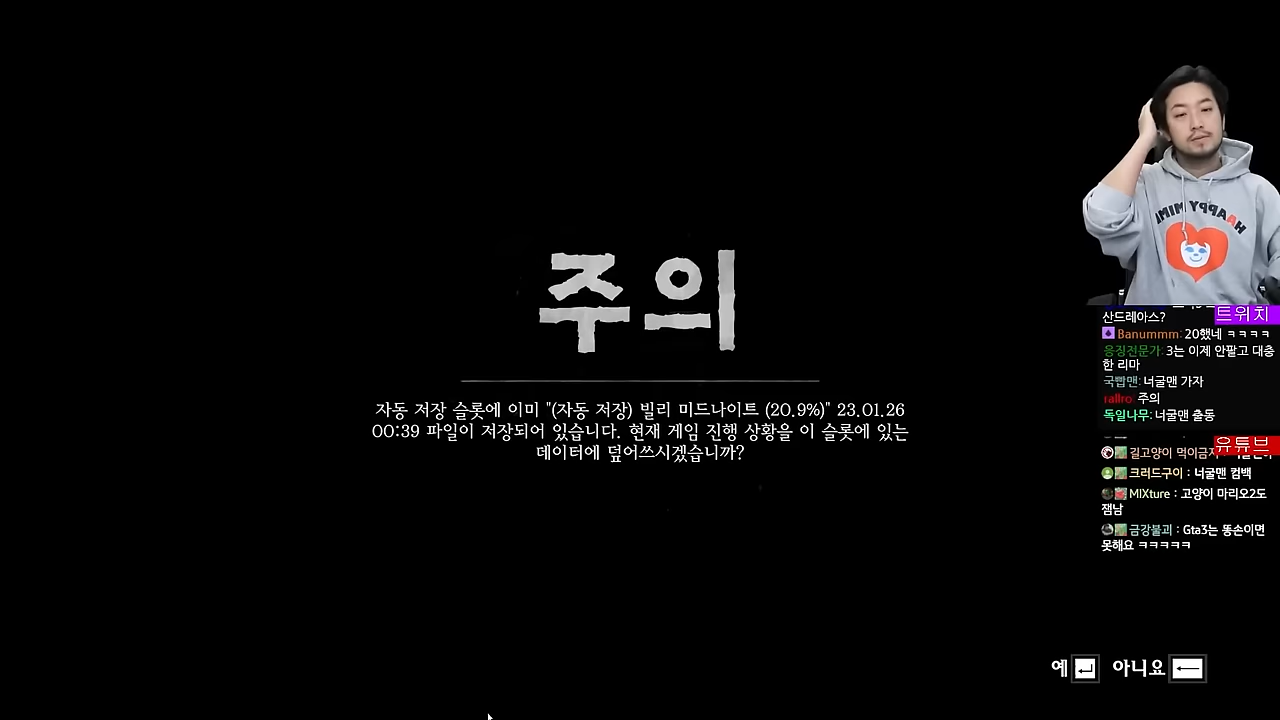 주의
자동 저장 슬롯에 이미 "(자동 저장) 빌리 미드나이트 (20.9%)" 23.01.26
00:39 파일이 저장되어 있습니다. 현재 게임 진행 상황을 이 슬롯에 있는
데이터에 덮어쓰시겠습니까?
HAAPPY MIMI
트위치
산드레아스?
Banummm: 20했네 ㅋㅋㅋㅋ
옹징전문가: 3는 이제 안팔고 대충
한 리마
국빱맨: 너굴맨 가자
rallro: 주의
독일나무: 너굴맨 출동
유튜브
길고양이 먹이금지
크러드구이 : 너굴맨 컴백
MIXture : 고양이 마리오2도
잼남
금강불괴 : Gta3는 똥손이면
못해요 ㅋㅋㅋㅋㅋ
예 아니요